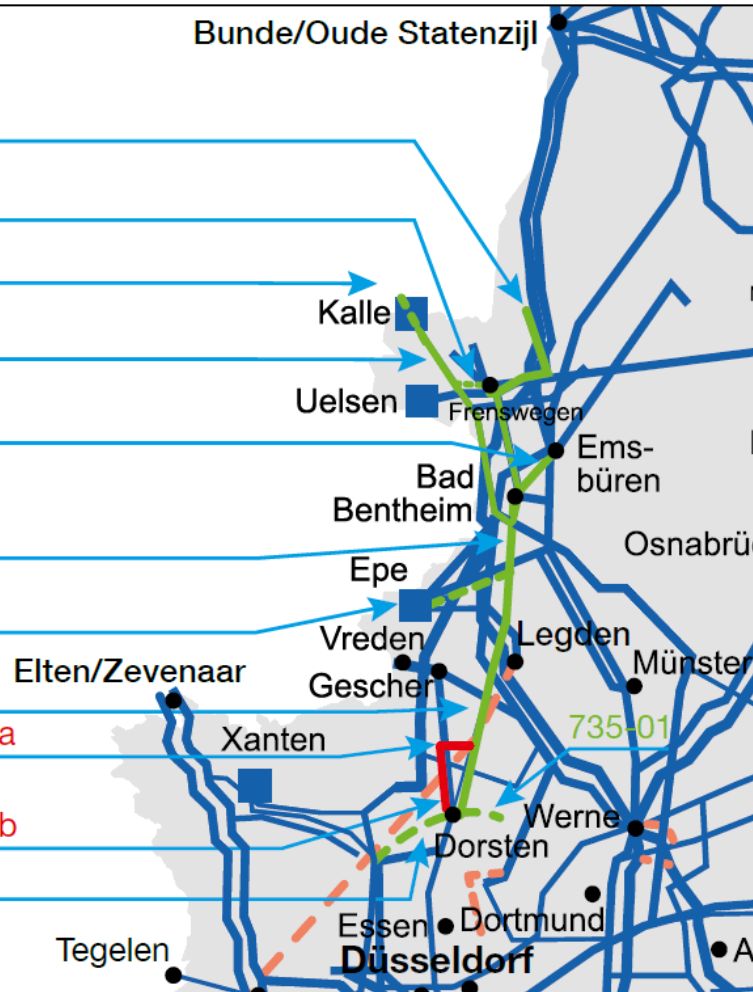 Bunde/Oude Statenzijl
Kalle
Uelsen
Frenswegen
Ems-
büren
Bad
Bentheim
Osnabrü
Epe
Vreden
Legden
Elten/Zevenaar
Münster
Gescher
a
735-01
Xanten
b
Werne
Dorsten
Essen
Dortmund
Düsseldorf
Tegelen
A